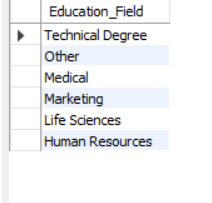 Education_Field
Technical Degree
Other
Medical
Marketing
Life Sciences
Human Resources